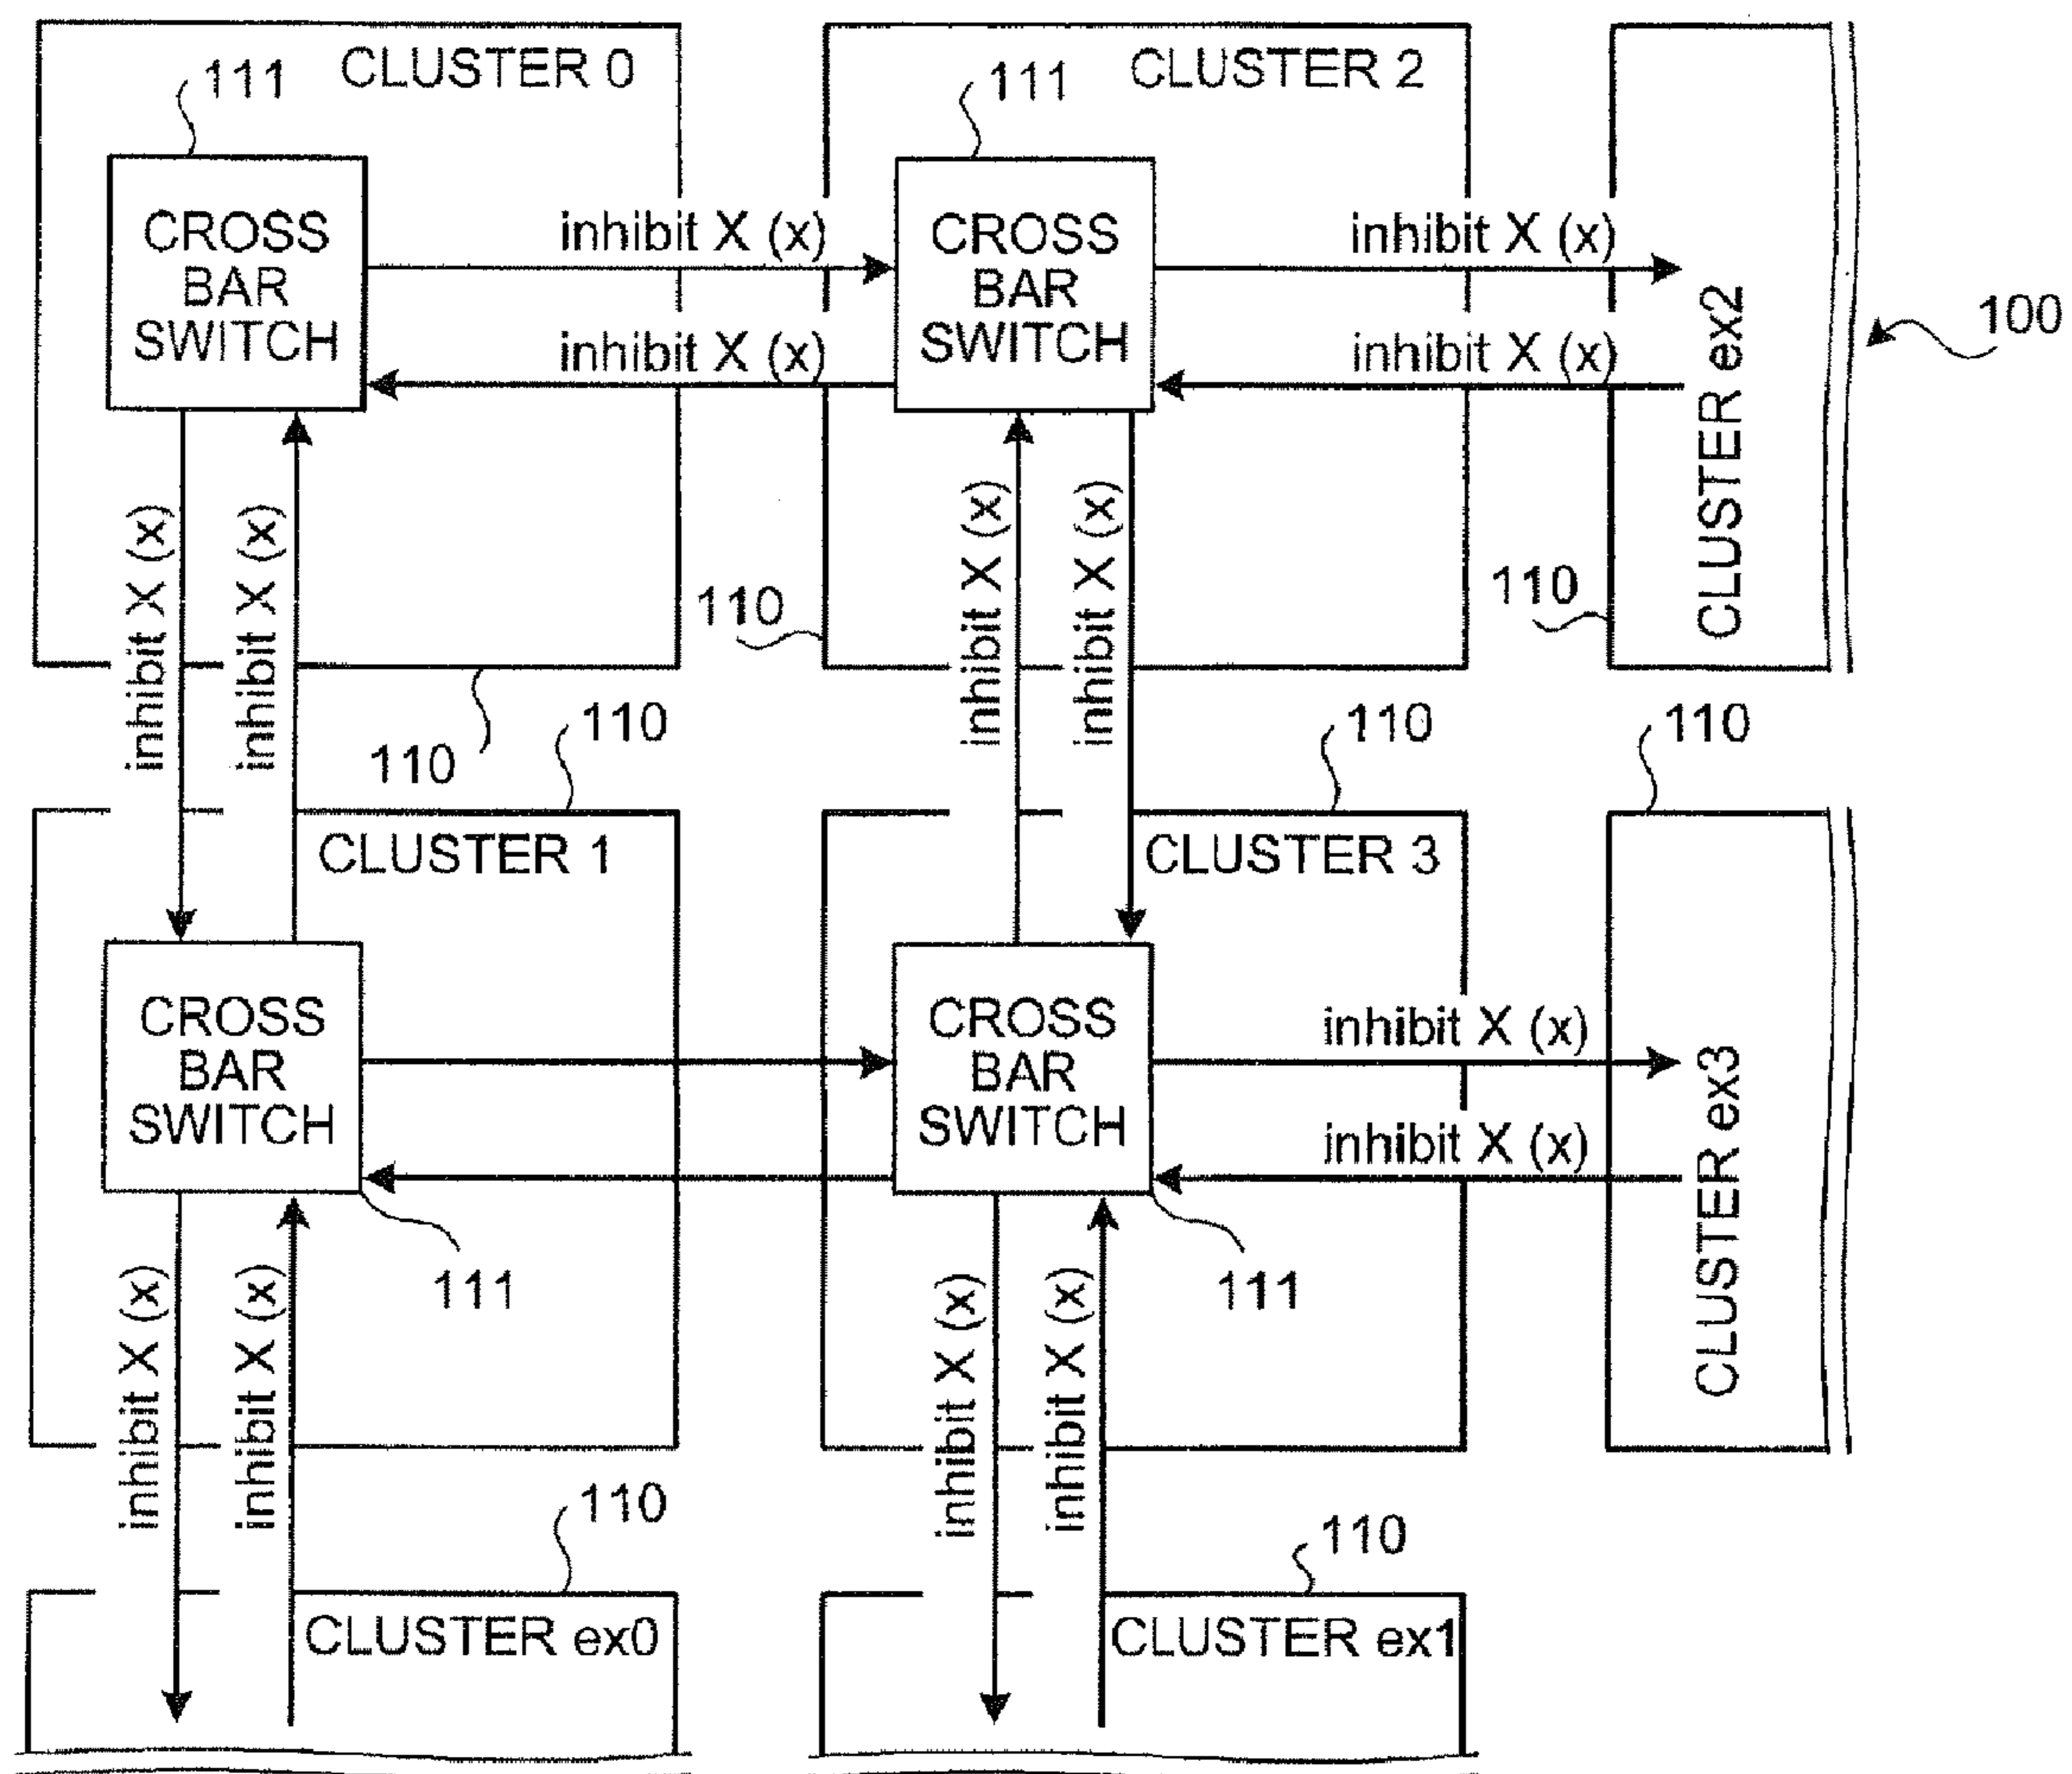 CLUSTER 0
111
CROSS
BAR
SWITCH
inhibit X (x)
inhibit X (x)
CLUSTER 2
111
CROSS
BAR
SWITCH
inhibit X (x)
inhibit X (x)
CLUSTER ex2
100
inhibit X (x)
inhibit X (x)
110
110
inhibit X (x)
inhibit X (x)
110
110
110
110
CLUSTER 1
CROSS
BAR
SWITCH
111
CLUSTER 3
CROSS
BAR
SWITCH
111
inhibit X (x)
inhibit X (x)
CLUSTER ex3
inhibit X (x)
inhibit X (x)
inhibit X (x)
inhibit X (x)
110
CLUSTER ex0
110
CLUSTER ex1